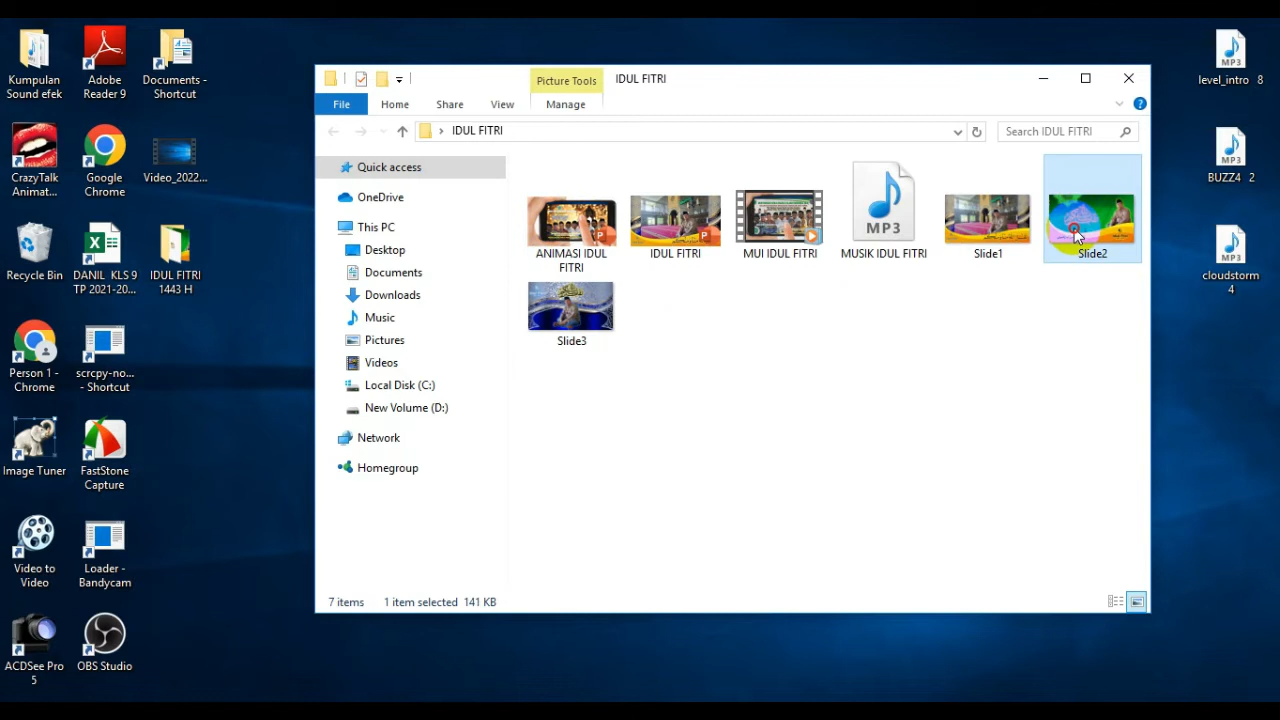 Kumpulan
Sound efek
Adobe
Reader 9
Documents -
Shortcut
CrazyTalk
Animat...
Google
Chrome
Video_2022...
Recycle Bin
DANIL KLS 9
TP 2021-20...
IDUL FITRI
1443 H
Person 1 -
Chrome
scrcpy-no...
- Shortcut
Image Tuner
FastStone
Capture
Video to
Video
Loader -
Bandycam
ACDSee Pro
5
OBS Studio
Picture Tools
IDUL FITRI
File
Home
Share
View
Manage
IDUL FITRI
Search IDUL FITRI
Quick access
OneDrive
This PC
Desktop
Documents
Downloads
Music
Pictures
Videos
Local Disk (C:)
New Volume (D:)
Network
Homegroup
ANIMASI IDUL
FITRI
IDUL FITRI
MUI IDUL FITRI
MP3
MUSIK IDUL FITRI
Slide1
Slide2
Slide3
7 items
1 item selected 141 KB
MP3
level_intro 8
MP3
BUZZ4 2
MP3
cloudstorm
4